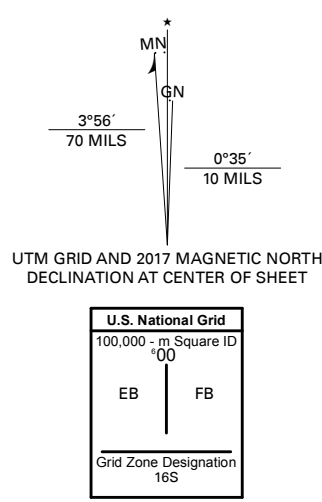 ★
MN
GN
3°56´
70 MILS
0°35´
10 MILS
UTM GRID AND 2017 MAGNETIC NORTH
DECLINATION AT CENTER OF SHEET
U.S. National Grid
100,000 - m Square ID
⁶00
EB FB
Grid Zone Designation
16S